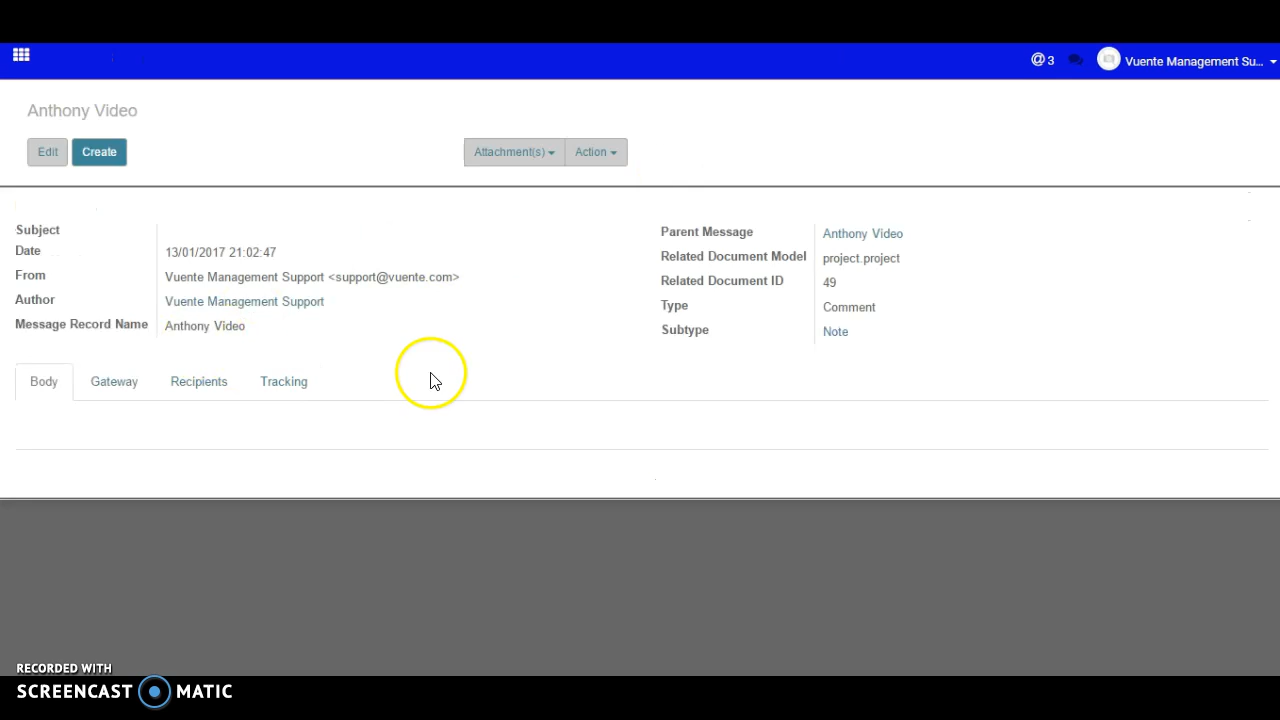 @ 3 Vuente Management Su...
Anthony Video
Edit Create Attachment(s) Action
Subject
Date 13/01/2017 21:02:47
From Vuente Management Support <support@vuente.com>
Author Vuente Management Support
Message Record Name Anthony Video
Parent Message Anthony Video
Related Document Model project.project
Related Document ID 49
Type Comment
Subtype Note
Body Gateway Recipients Tracking
RECORDED WITH
SCREENCAST MATIC